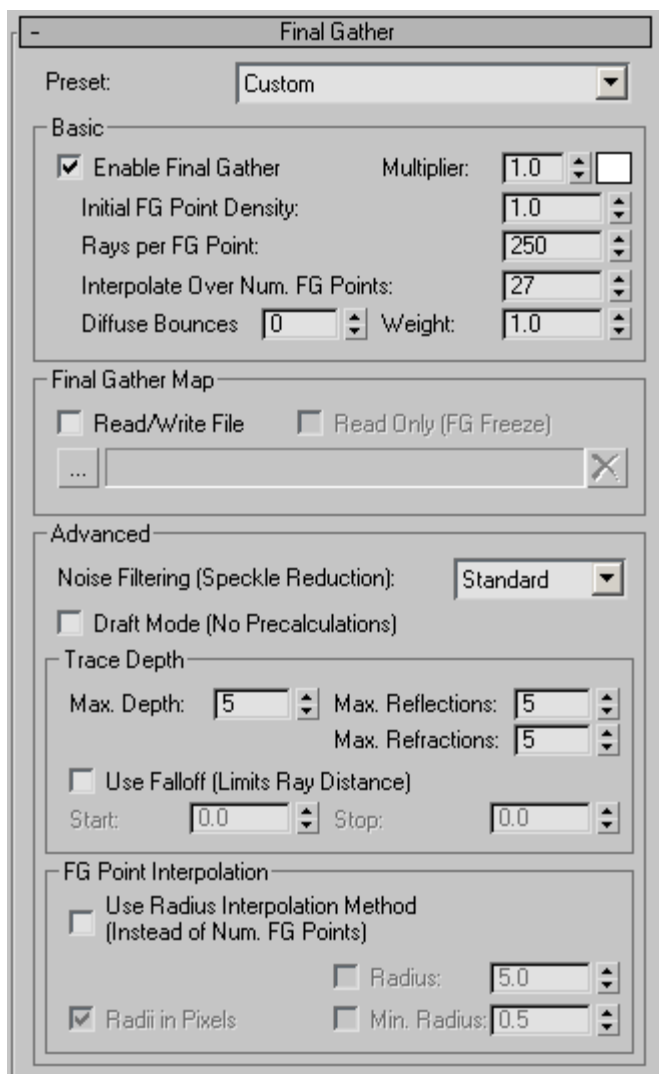 - Final Gather
Preset: Custom
Basic
Enable Final Gather Multiplier: 1.0
Initial FG Point Density: 1.0
Rays per FG Point: 250
Interpolate Over Num. FG Points: 27
Diffuse Bounces 0 Weight: 1.0
Final Gather Map
Read/Write File Read Only (FG Freeze)
...
Advanced
Noise Filtering (Speckle Reduction): Standard
Draft Mode (No Precalculations)
Trace Depth
Max. Depth: 5 Max. Reflections: 5
Max. Refractions: 5
Use Falloff (Limits Ray Distance)
Start: 0.0 Stop: 0.0
FG Point Interpolation
Use Radius Interpolation Method
(Instead of Num. FG Points)
Radius: 5.0
Radii in Pixels Min. Radius: 0.5